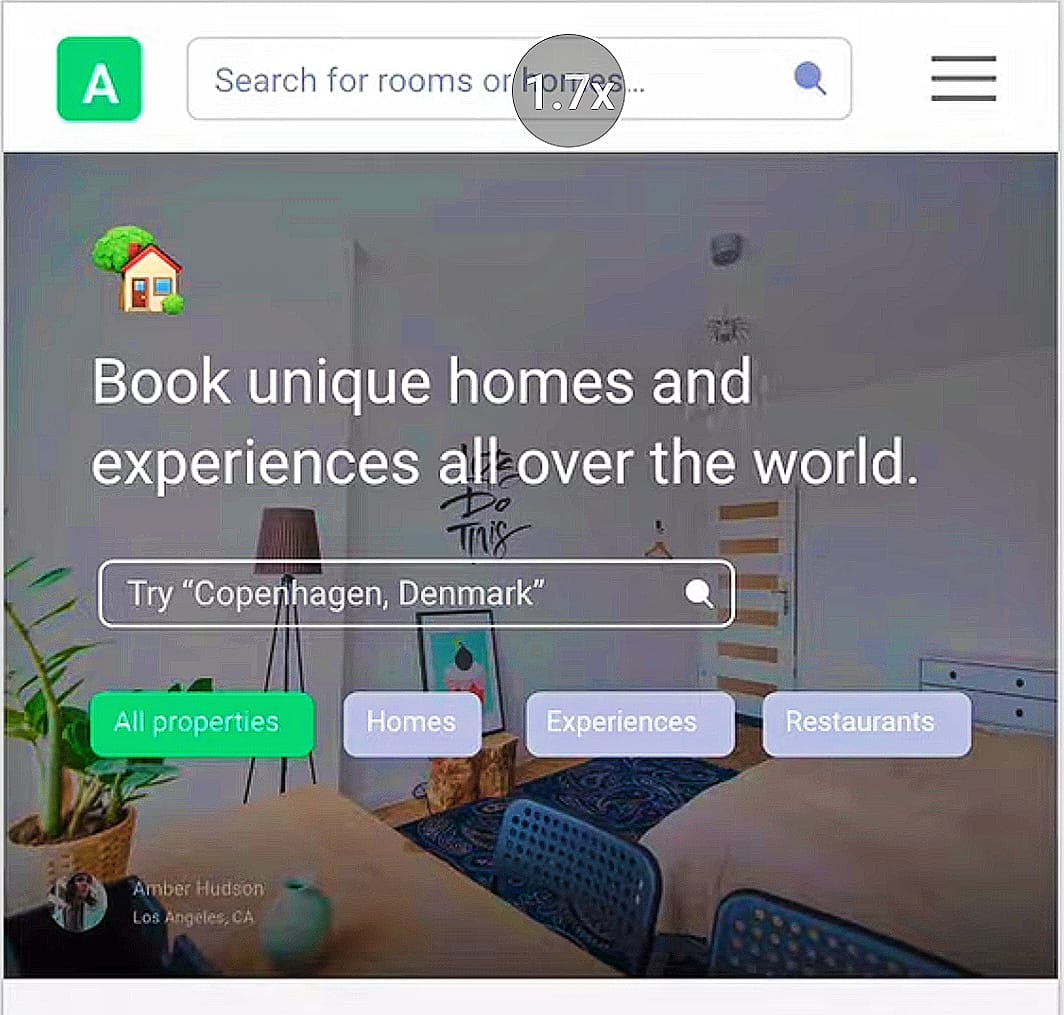 A
Search for rooms or homes...
1.7x
Book unique homes and
experiences all over the world.
Do
This
Try “Copenhagen, Denmark”
All properties
Homes
Experiences
Restaurants
Amber Hudson
Los Angeles, CA